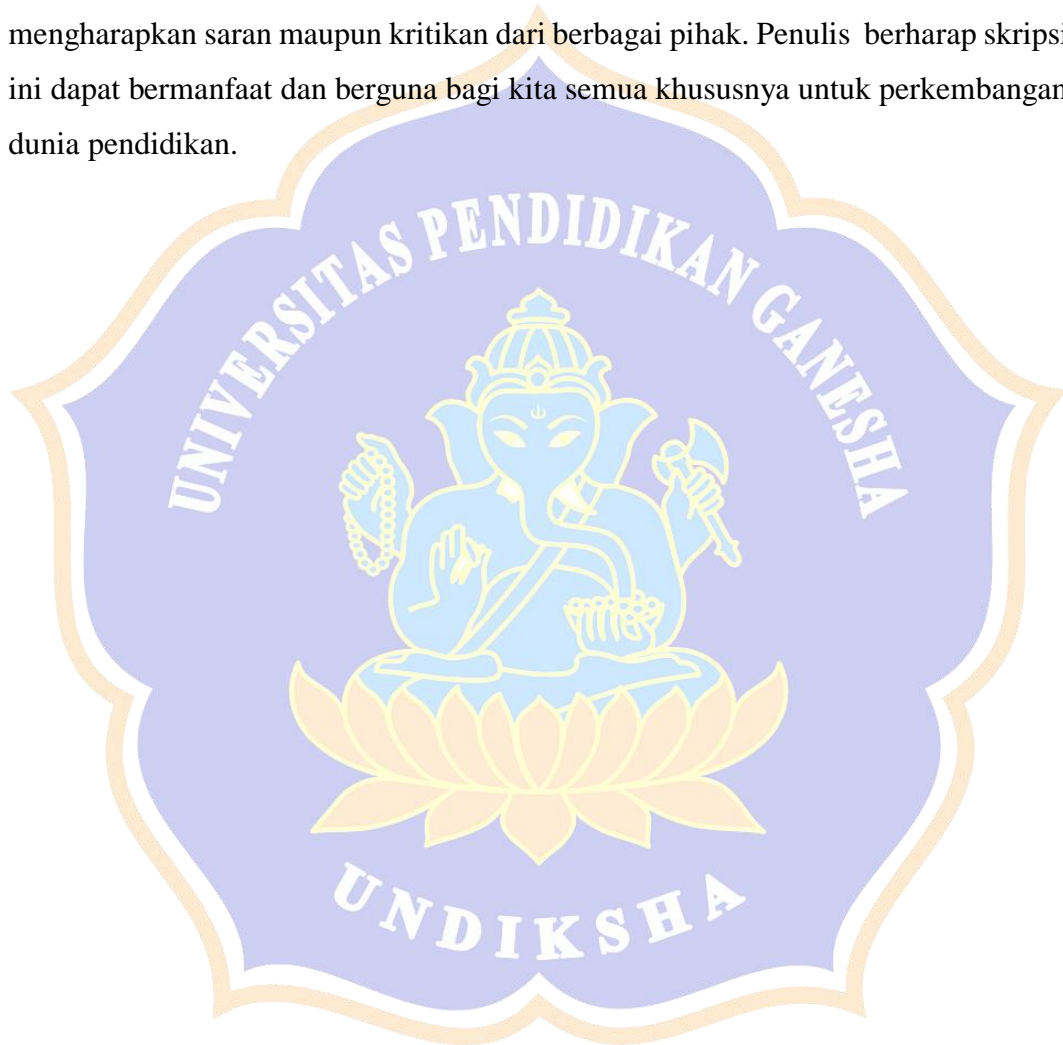 mengharapkan saran maupun kritikan dari berbagai pihak. Penulis berharap skripsi
ini dapat bermanfaat dan berguna bagi kita semua khususnya untuk perkembangan
dunia pendidikan.
UNIVERSITAS PENDIDIKAN GANESHA
UNDIKSHA